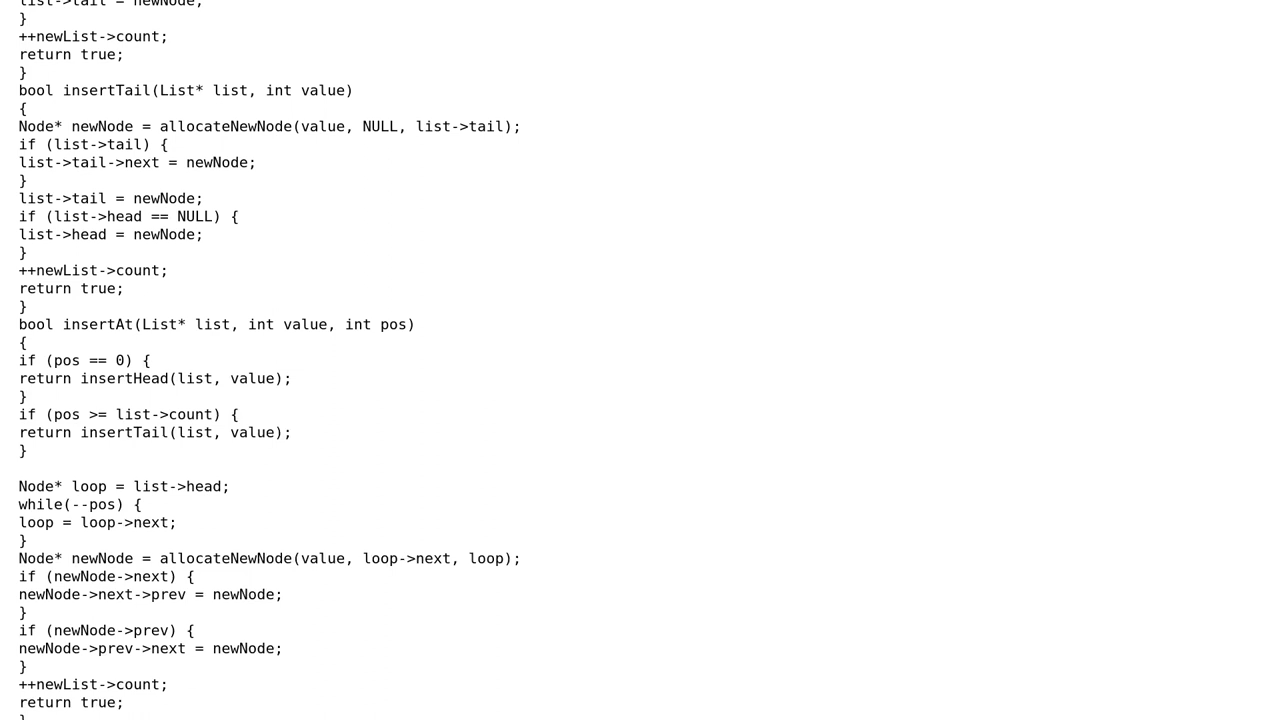 list->tail = newNode;
}
++newList->count;
return true;
}
bool insertTail(List* list, int value)
{
Node* newNode = allocateNewNode(value, NULL, list->tail);
if (list->tail) {
list->tail->next = newNode;
}
list->tail = newNode;
if (list->head == NULL) {
list->head = newNode;
}
++newList->count;
return true;
}
bool insertAt(List* list, int value, int pos)
{
if (pos == 0) {
return insertHead(list, value);
}
if (pos >= list->count) {
return insertTail(list, value);
}
Node* loop = list->head;
while(--pos) {
loop = loop->next;
}
Node* newNode = allocateNewNode(value, loop->next, loop);
if (newNode->next) {
newNode->next->prev = newNode;
}
if (newNode->prev) {
newNode->prev->next = newNode;
}
++newList->count;
return true;
}